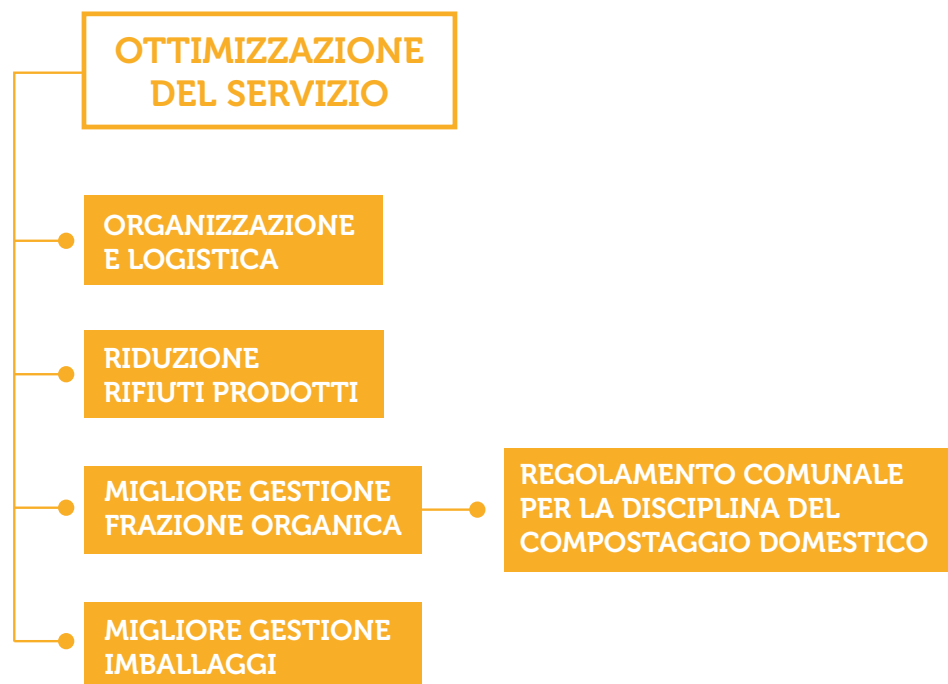 OTTIMIZZAZIONE
DEL SERVIZIO
ORGANIZZAZIONE
E LOGISTICA
RIDUZIONE
RIFIUTI PRODOTTI
MIGLIORE GESTIONE
FRAZIONE ORGANICA
REGOLAMENTO COMUNALE
PER LA DISCIPLINA DEL
COMPOSTAGGIO DOMESTICO
MIGLIORE GESTIONE
IMBALLAGGI